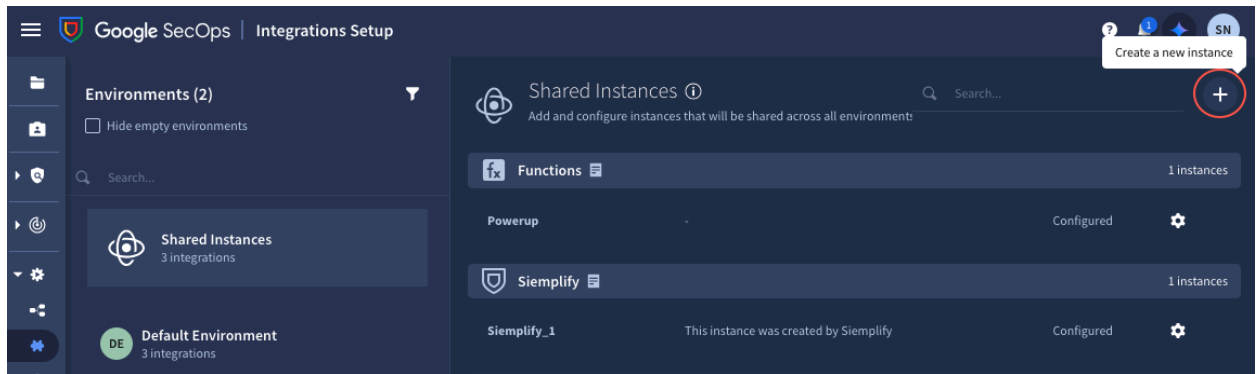 Google SecOps | Integrations Setup
? 1 SN
Create a new instance
Environments (2)
Hide empty environments
Search...
Shared Instances
3 integrations
DE Default Environment
3 integrations
Shared Instances
Search...
Add and configure instances that will be shared across all environments
fx Functions 1 instances
Powerup - Configured
Siemplify 1 instances
Siemplify_1 This instance was created by Siemplify Configured